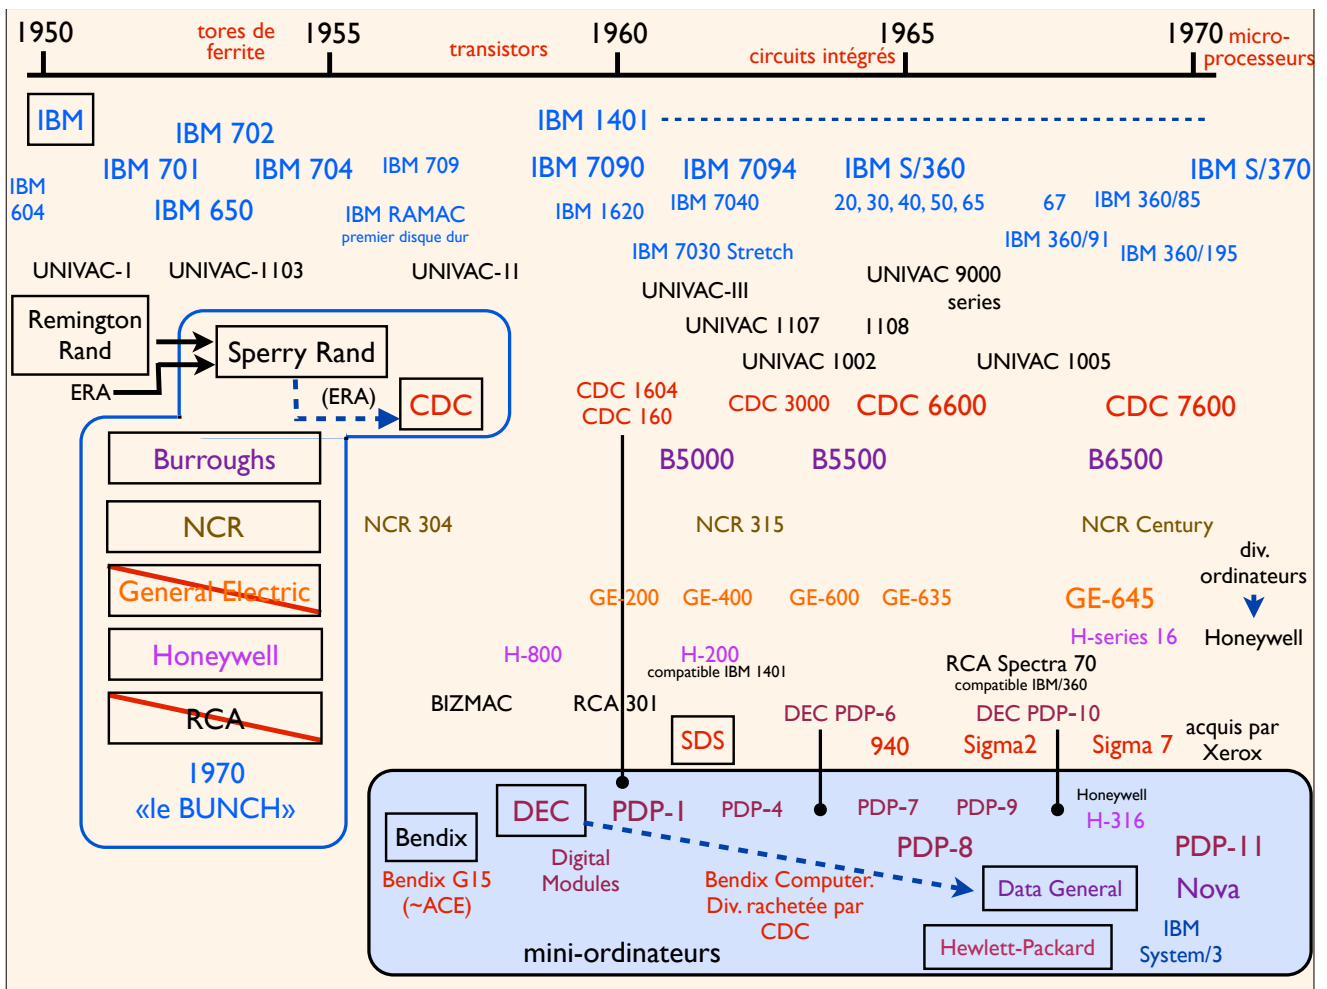 1950
tores de
ferrite
1955
transistors
1960
circuits intégrés
1965
1970
micro-
processeurs
IBM
IBM 702
IBM 1401
IBM 701
IBM 704
IBM 709
IBM 7090
IBM 7094
IBM S/360
IBM S/370
IBM
604
IBM 650
IBM RAMAC
premier disque dur
IBM 1620
IBM 7040
20, 30, 40, 50, 65
67
IBM 360/85
IBM 7030 Stretch
IBM 360/91
IBM 360/195
UNIVAC-I
UNIVAC-1103
UNIVAC-II
UNIVAC-III
UNIVAC 9000
series
Remington
Rand
Sperry Rand
UNIVAC 1107
1108
UNIVAC 1002
UNIVAC 1005
ERA
(ERA)
CDC
CDC 1604
CDC 160
CDC 3000
CDC 6600
CDC 7600
Burroughs
B5000
B5500
B6500
NCR
NCR 304
NCR 315
NCR Century
div.
ordinateurs
Honeywell
General Electric
GE-200
GE-400
GE-600
GE-635
GE-645
Honeywell
H-800
H-200
compatible IBM 1401
H-series 16
RCA
BIZMAC
RCA 301
RCA Spectra 70
compatible IBM/360
SDS
DEC PDP-6
DEC PDP-10
940
Sigma2
Sigma 7
acquis par
Xerox
1970
«le BUNCH»
Bendix
DEC
PDP-1
PDP-4
PDP-7
PDP-9
Honeywell
H-316
PDP-8
PDP-11
Bendix G15
(~ACE)
Digital
Modules
Bendix Computer.
Div. rachetée par
CDC
Data General
Nova
mini-ordinateurs
Hewlett-Packard
IBM
System/3